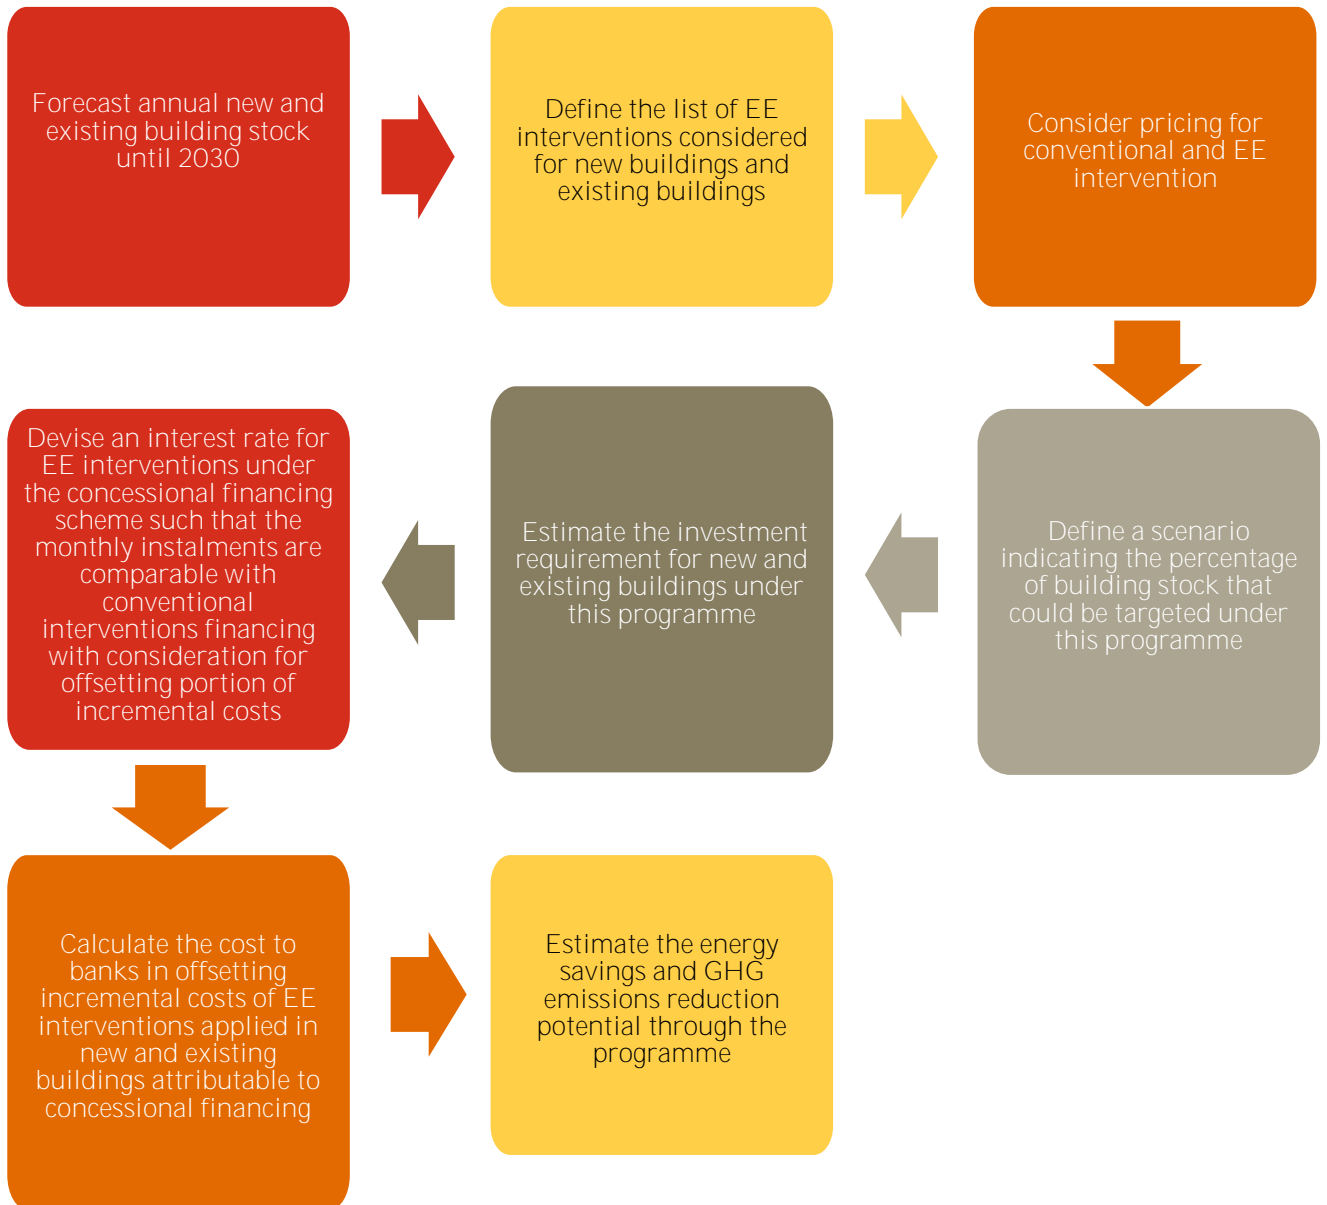 Forecast annual new and
existing building stock
until 2030
Define the list of EE
interventions considered
for new buildings and
existing buildings
Consider pricing for
conventional and EE
intervention
Define a scenario
indicating the percentage
of building stock that
could be targeted under
this programme
Estimate the investment
requirement for new and
existing buildings under
this programme
Devise an interest rate for
EE interventions under
the concessional financing
scheme such that the
monthly instalments are
comparable with
conventional
interventions financing
with consideration for
offsetting portion of
incremental costs
Calculate the cost to
banks in offsetting
incremental costs of EE
interventions applied in
new and existing
buildings attributable to
concessional financing
Estimate the energy
savings and GHG
emissions reduction
potential through the
programme